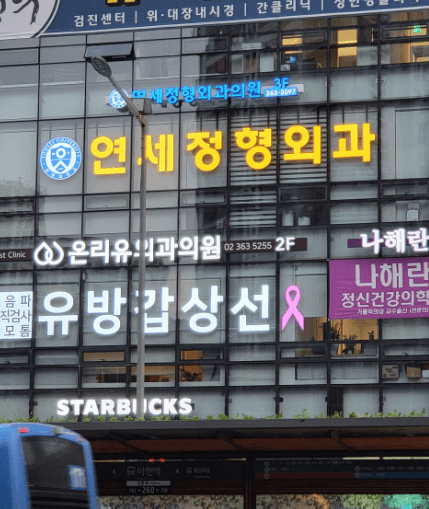 검진센터 | 위·대장내시경 | 간클리닉 |
연세정형외과의원 3F
363-5092
연세정형외과
온리유외과의원 02 363 5255 2F
나해란
유방갑상선
나해란
정신건강의학
STARBUCKS
아현역
260